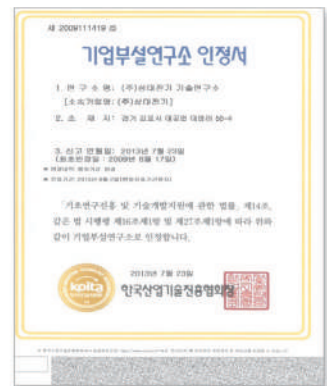 제 2009111419 호
기업부설연구소 인정서
1. 연 구 소 명: (주)상대전기 기술연구소
[소속기업명: (주)상대전기]
2. 소 재 지: 경기 김포시 대곶면 대명리
3. 신고 연월일: 2013년 7월 23일
(최초인정일 : 2009년 8월 17일)
「기초연구진흥 및 기술개발지원에 관한 법률」 제14조,
같은 법 시행령 제16조제1항 및 제27조제1항에 따라 위와
같이 기업부설연구소로 인정합니다.
2013년 7월 23일
koita
한국산업기술진흥협회장